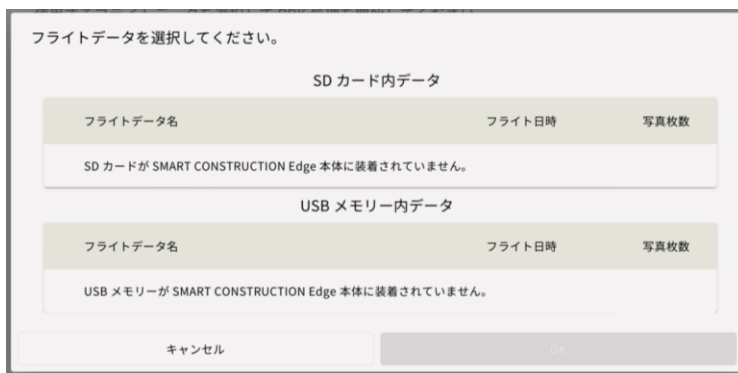 フライトデータを選択してください。
SD カード内データ
フライトデータ名 フライト日時 写真枚数
SD カードが SMART CONSTRUCTION Edge 本体に装着されていません。
USB メモリー内データ
フライトデータ名 フライト日時 写真枚数
USB メモリーが SMART CONSTRUCTION Edge 本体に装着されていません。
キャンセル OK